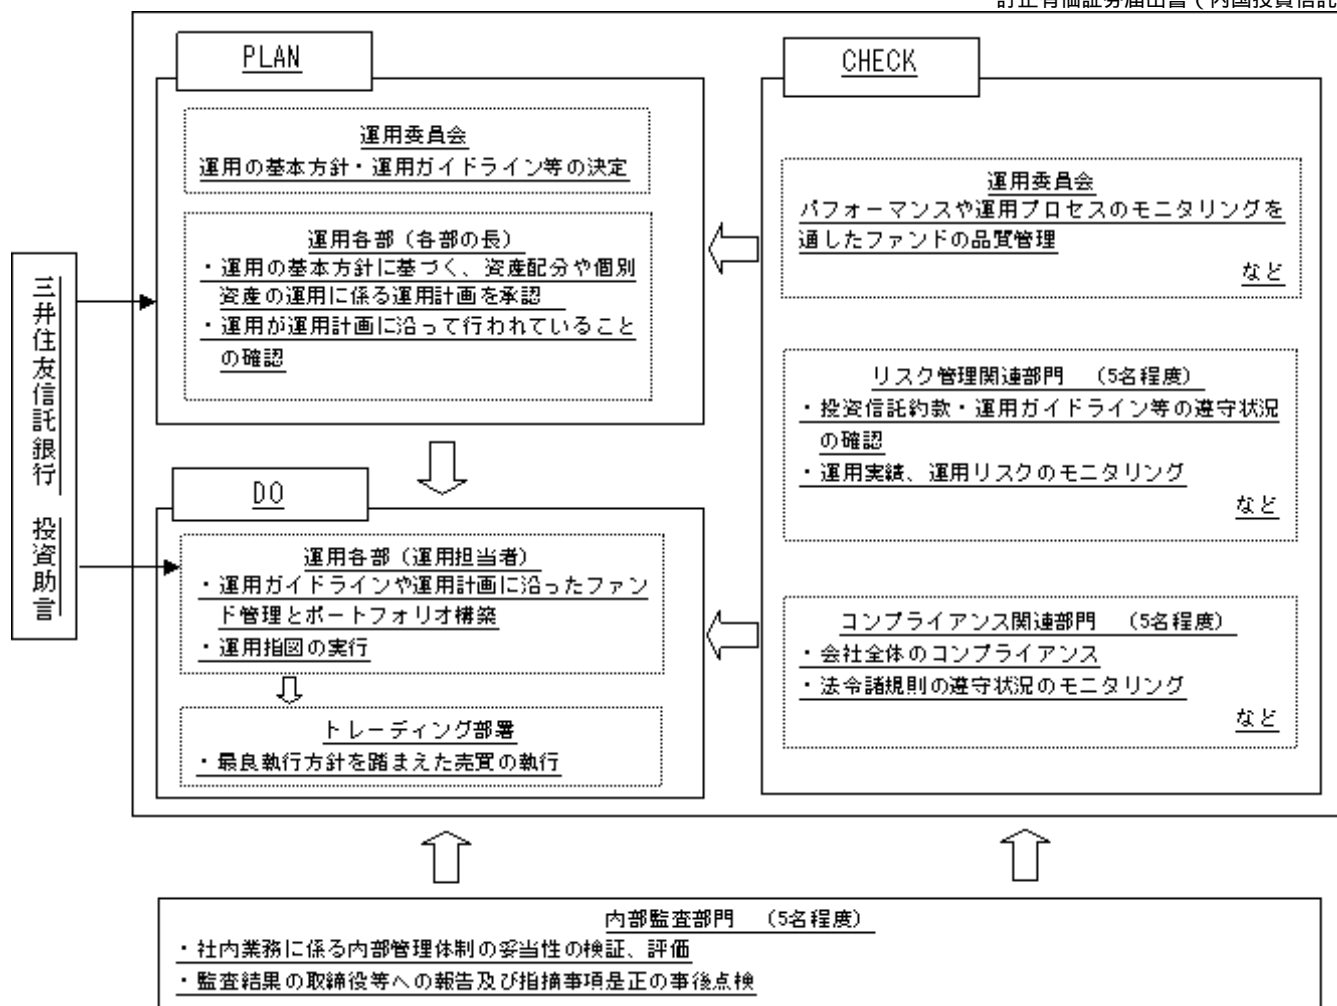 訂正有価証券届出書（内国投資信託
PLAN
運用委員会
運用の基本方針・運用ガイドライン等の決定
運用各部（各部の長）
・運用の基本方針に基づく、資産配分や個別
資産の運用に係る運用計画を承認
・運用が運用計画に沿って行われていること
の確認
三井住友信託銀行　投資助言
DO
運用各部（運用担当者）
・運用ガイドラインや運用計画に沿ったファン
ド管理とポートフォリオ構築
・運用指図の実行
トレーディング部署
・最良執行方針を踏まえた売買の執行
CHECK
運用委員会
パフォーマンスや運用プロセスのモニタリングを
通したファンドの品質管理
など
リスク管理関連部門　（5名程度）
・投資信託約款・運用ガイドライン等の遵守状況
の確認
・運用実績、運用リスクのモニタリング
など
コンプライアンス関連部門　（5名程度）
・会社全体のコンプライアンス
・法令諸規則の遵守状況のモニタリング
など
内部監査部門　（5名程度）
・社内業務に係る内部管理体制の妥当性の検証、評価
・監査結果の取締役等への報告及び指摘事項是正の事後点検